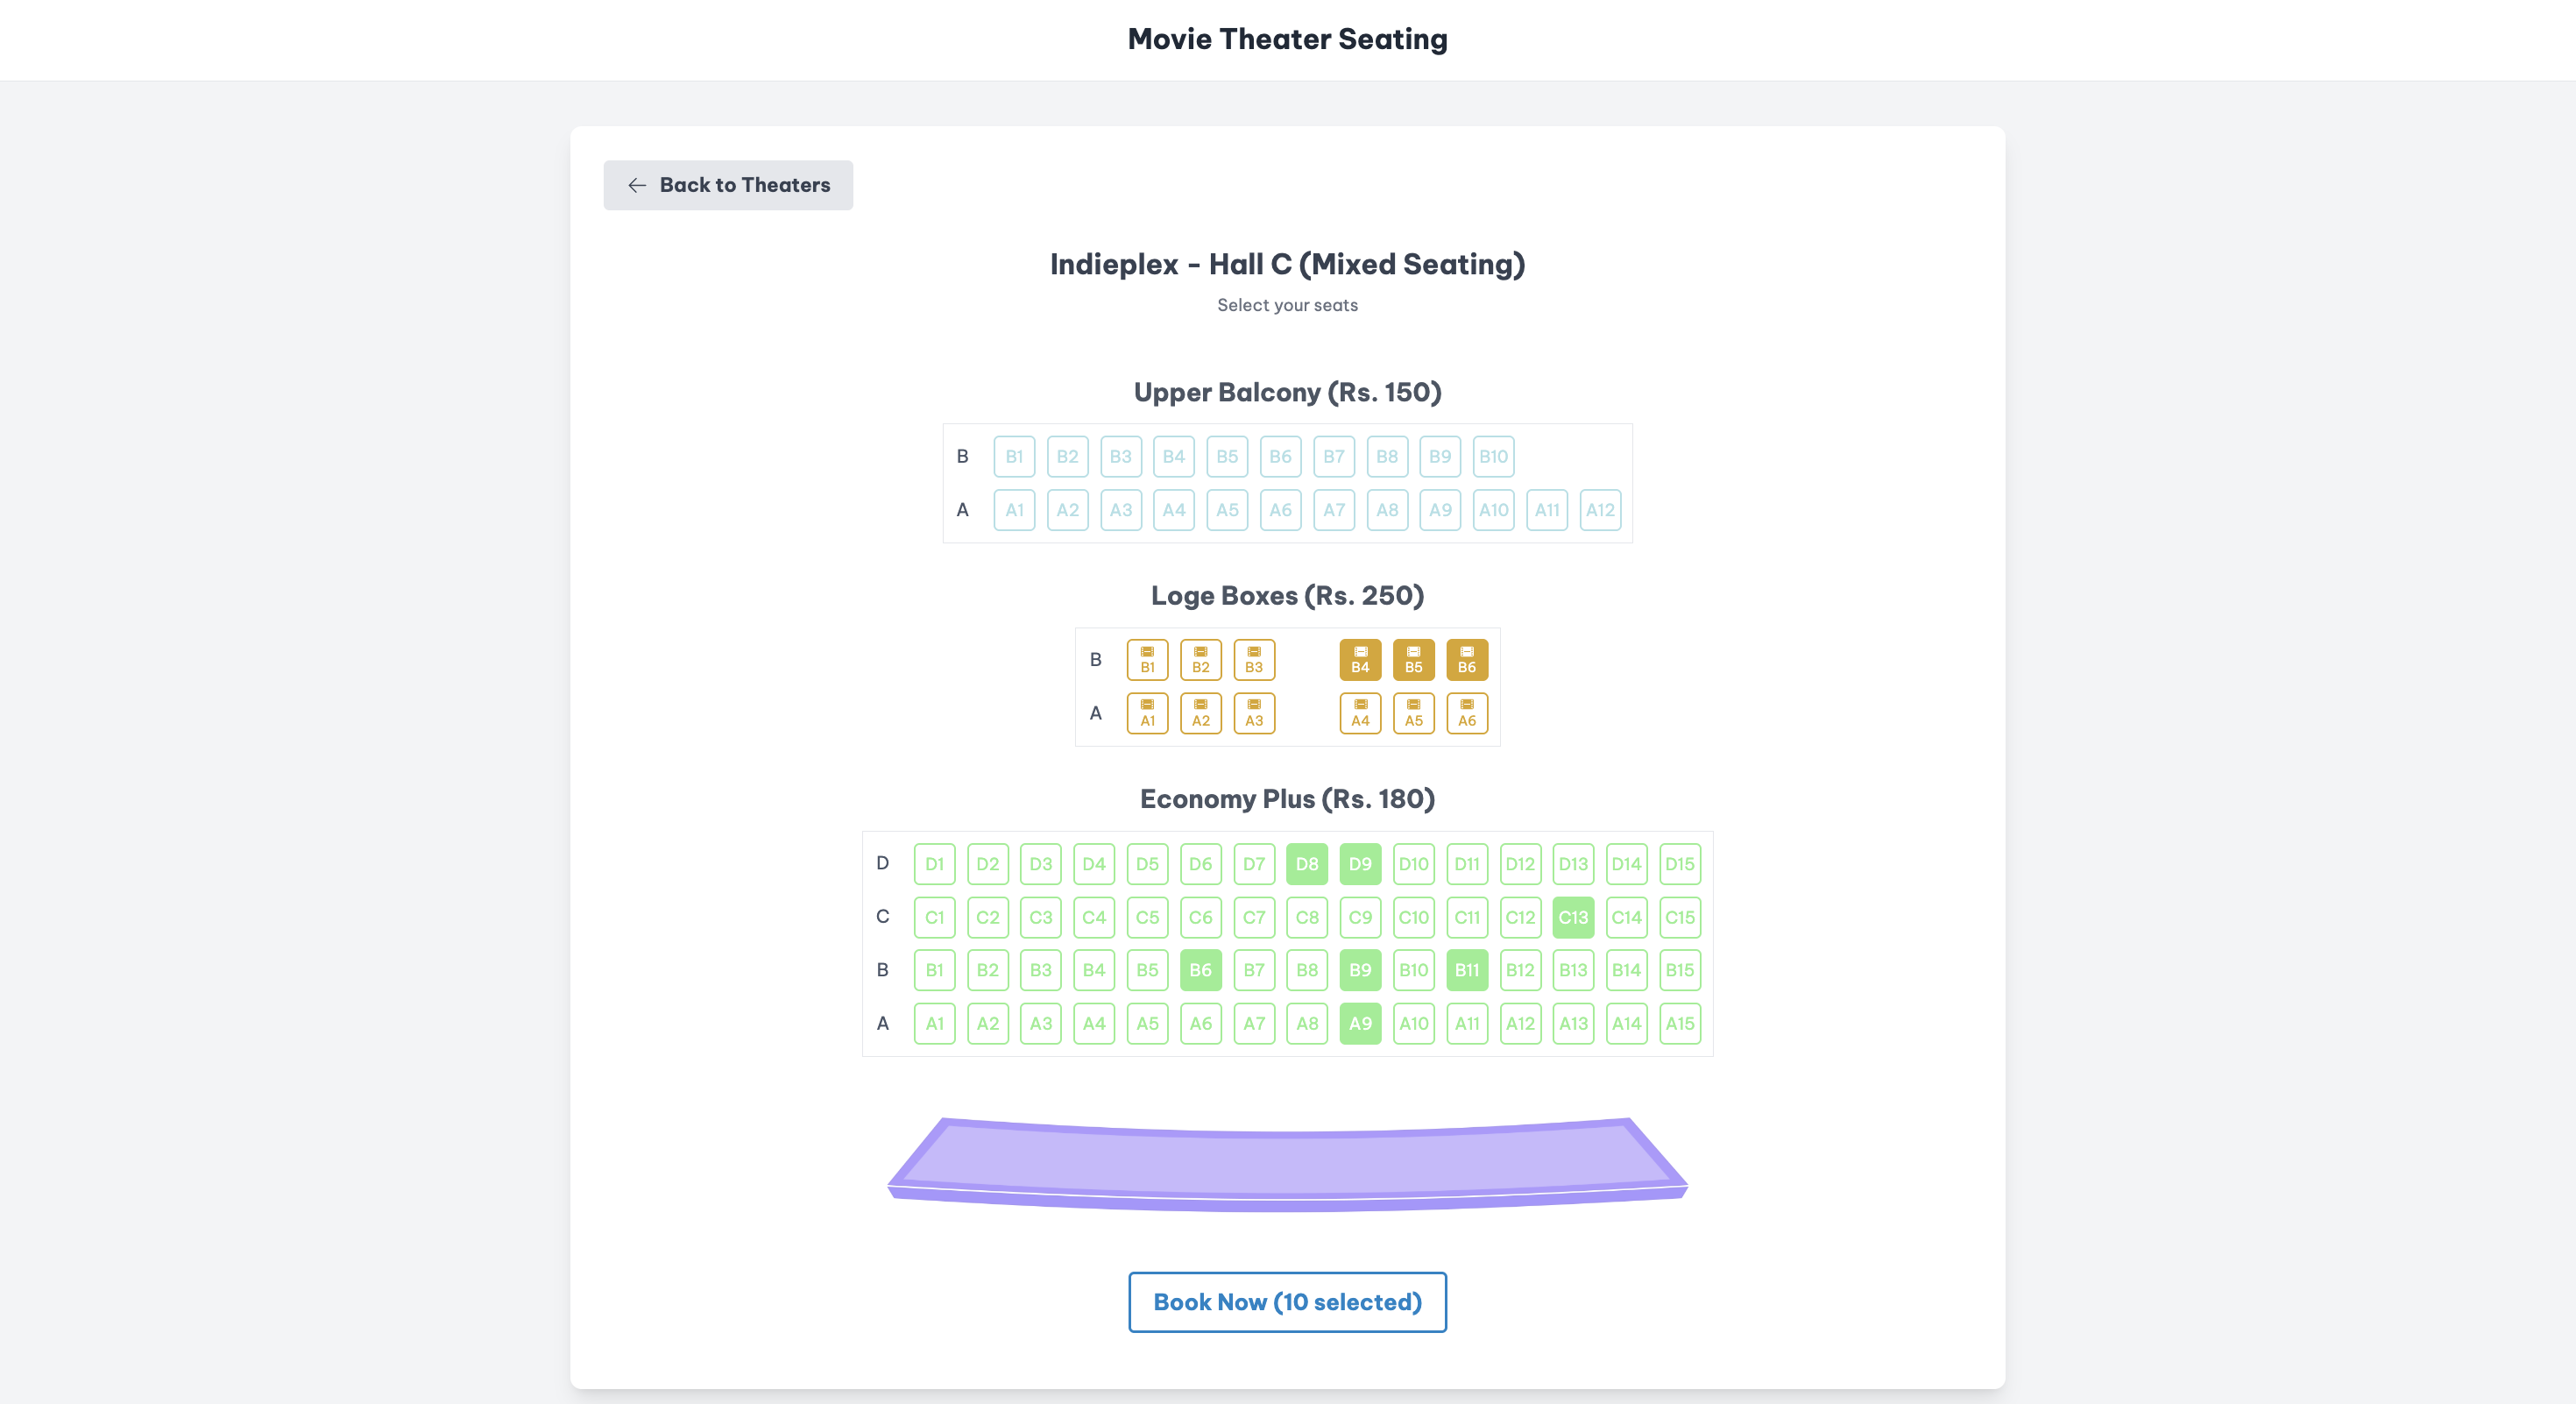 Movie Theater Seating
Back to Theaters
Indieplex - Hall C (Mixed Seating)
Select your seats
Upper Balcony (Rs. 150)
B B1 B2 B3 B4 B5 B6 B7 B8 B9 B10
A A1 A2 A3 A4 A5 A6 A7 A8 A9 A10 A11 A12
Loge Boxes (Rs. 250)
B B1 B2 B3 B4 B5 B6
A A1 A2 A3 A4 A5 A6
Economy Plus (Rs. 180)
D D1 D2 D3 D4 D5 D6 D7 D8 D9 D10 D11 D12 D13 D14 D15
C C1 C2 C3 C4 C5 C6 C7 C8 C9 C10 C11 C12 C13 C14 C15
B B1 B2 B3 B4 B5 B6 B7 B8 B9 B10 B11 B12 B13 B14 B15
A A1 A2 A3 A4 A5 A6 A7 A8 A9 A10 A11 A12 A13 A14 A15
Book Now (10 selected)